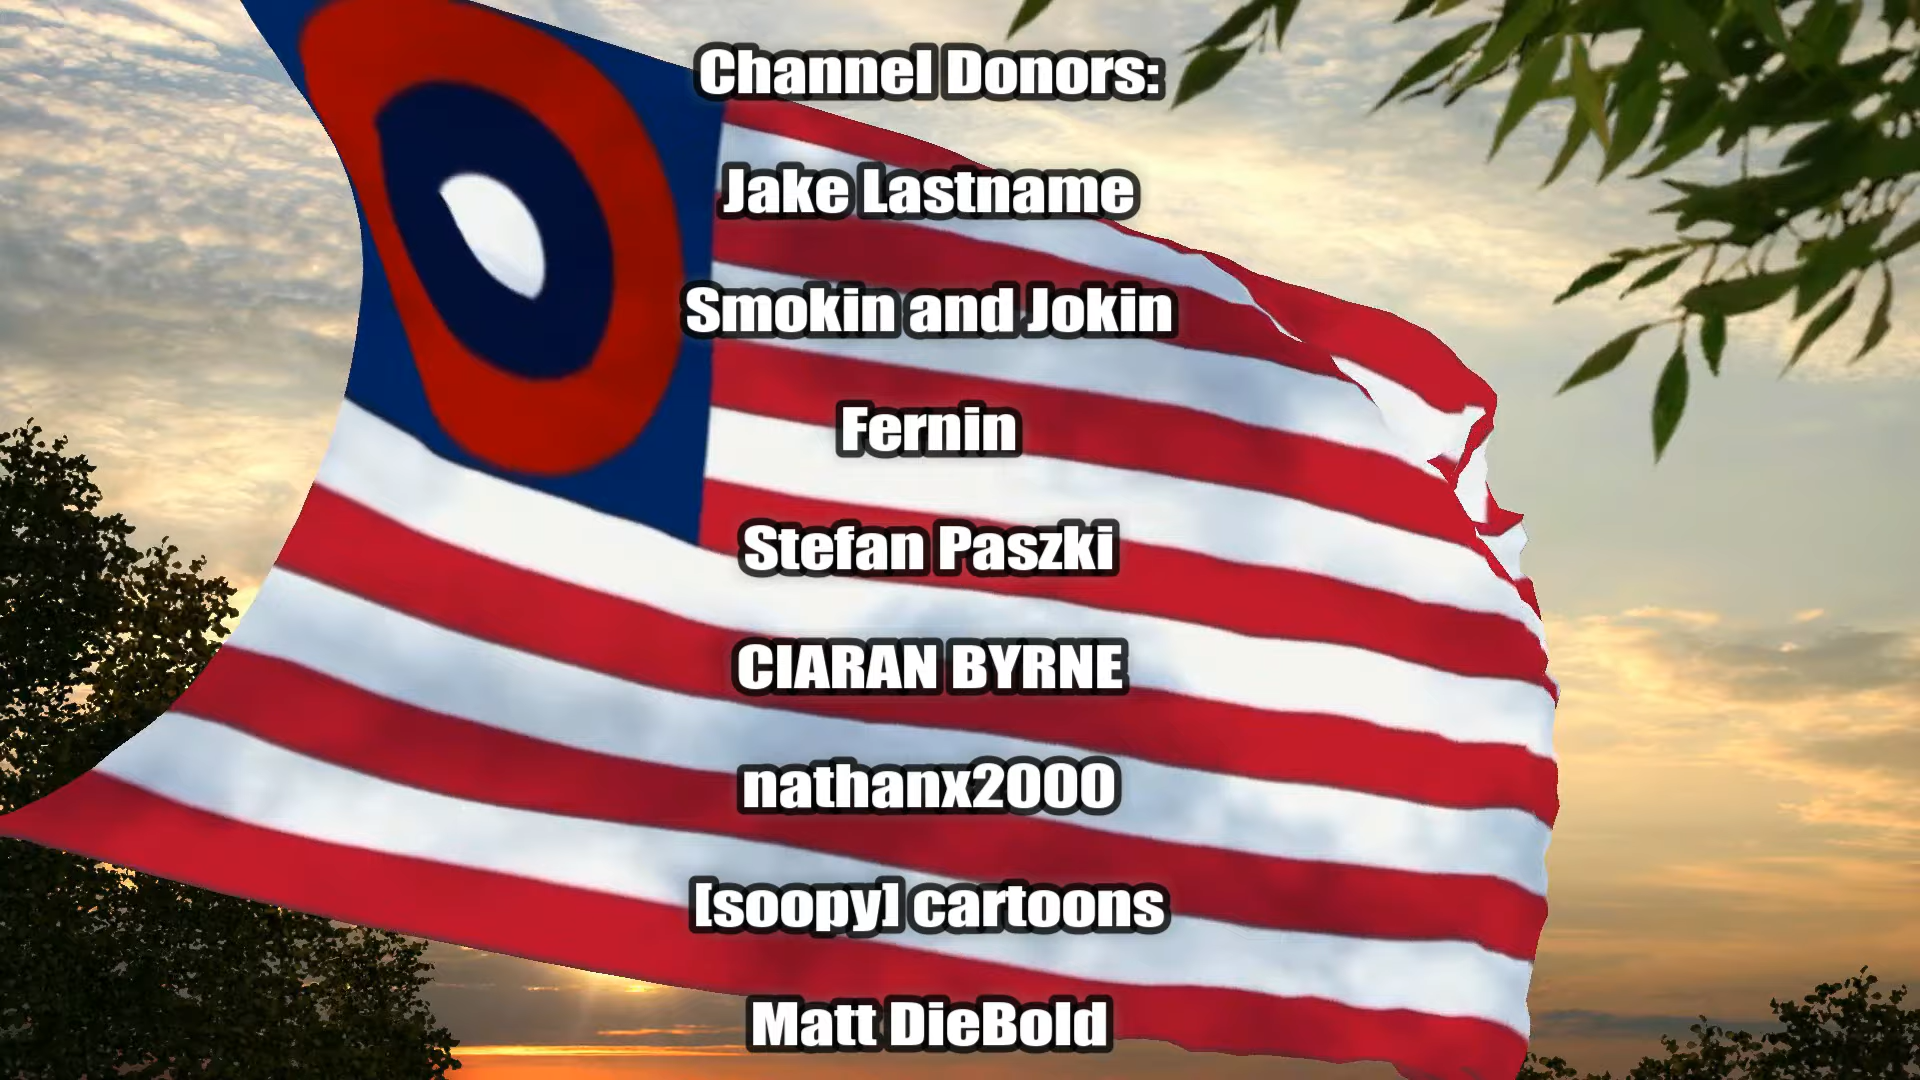 Channel Donors:
Jake Lastname
Smokin and Jokin
Fernin
Stefan Paszki
CIARAN BYRNE
nathanx2000
[soopy] cartoons
Matt DieBold